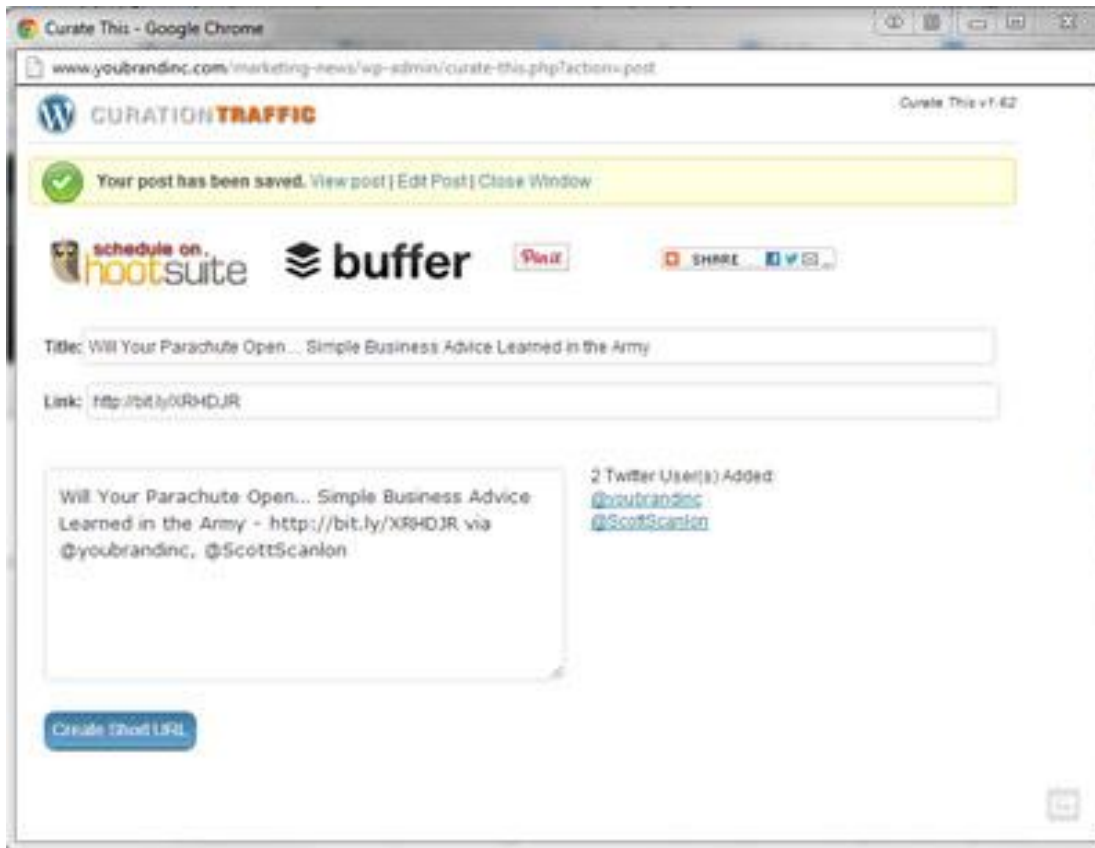 Curate This - Google Chrome
www.youbrandinc.com/marketing-news/wp-admin/curate-this.php?action=post
CURATIONTRAFFIC
Curate This v1.62
Your post has been saved. View post | Edit Post | Close Window
schedule on
hootsuite
buffer
Pin it
SHARE
Title: Will Your Parachute Open... Simple Business Advice Learned in the Army
Link: http://bit.ly/XRHDJR
Will Your Parachute Open... Simple Business Advice
Learned in the Army - http://bit.ly/XRHDJR via
@youbrandinc, @ScottScanlon
2 Twitter User(s) Added:
@youbrandinc
@ScottScanlon
Create Short URL